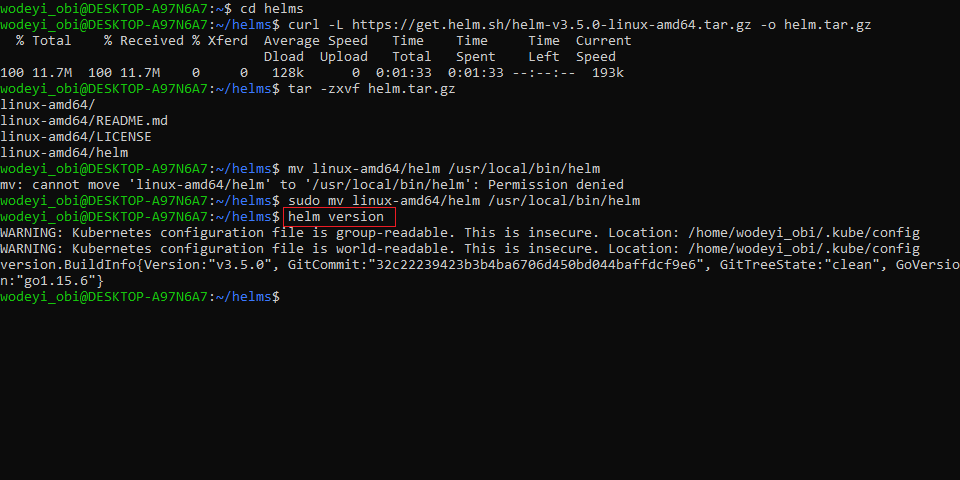 wodeyi_obi@DESKTOP-A97N6A7:~$ cd helms
wodeyi_obi@DESKTOP-A97N6A7:~/helms$ curl -L https://get.helm.sh/helm-v3.5.0-linux-amd64.tar.gz -o helm.tar.gz
  % Total    % Received % Xferd  Average Speed   Time    Time     Time  Current
                                 Dload  Upload   Total   Spent    Left  Speed
100 11.7M  100 11.7M    0     0   128k      0  0:01:33  0:01:33 --:--:--  193k
wodeyi_obi@DESKTOP-A97N6A7:~/helms$ tar -zxvf helm.tar.gz
linux-amd64/
linux-amd64/README.md
linux-amd64/LICENSE
linux-amd64/helm
wodeyi_obi@DESKTOP-A97N6A7:~/helms$ mv linux-amd64/helm /usr/local/bin/helm
mv: cannot move 'linux-amd64/helm' to '/usr/local/bin/helm': Permission denied
wodeyi_obi@DESKTOP-A97N6A7:~/helms$ sudo mv linux-amd64/helm /usr/local/bin/helm
wodeyi_obi@DESKTOP-A97N6A7:~/helms$ helm version
WARNING: Kubernetes configuration file is group-readable. This is insecure. Location: /home/wodeyi_obi/.kube/config
WARNING: Kubernetes configuration file is world-readable. This is insecure. Location: /home/wodeyi_obi/.kube/config
version.BuildInfo{Version:"v3.5.0", GitCommit:"32c22239423b3b4ba6706d450bd044baffdcf9e6", GitTreeState:"clean", GoVersio
n:"go1.15.6"}
wodeyi_obi@DESKTOP-A97N6A7:~/helms$